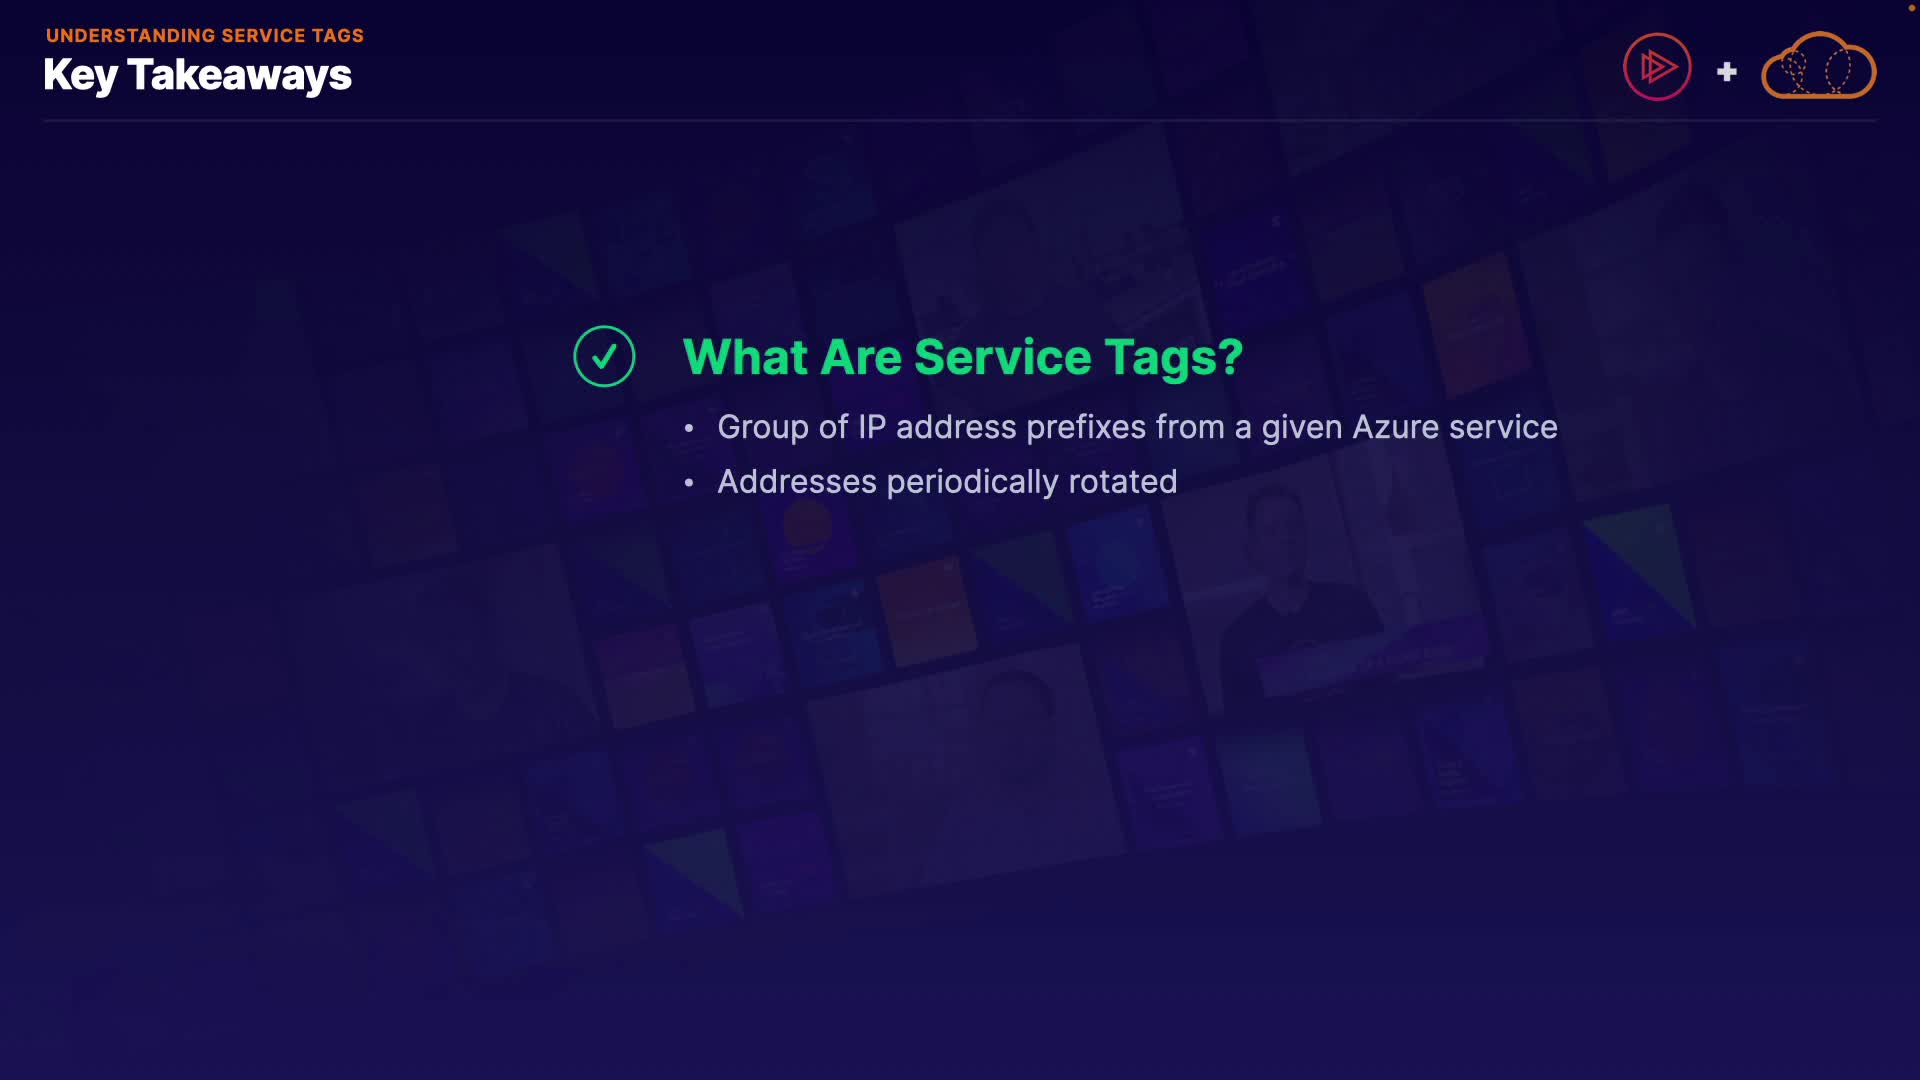 UNDERSTANDING SERVICE TAGS
Key Takeaways
What Are Service Tags?
• Group of IP address prefixes from a given Azure service
• Addresses periodically rotated